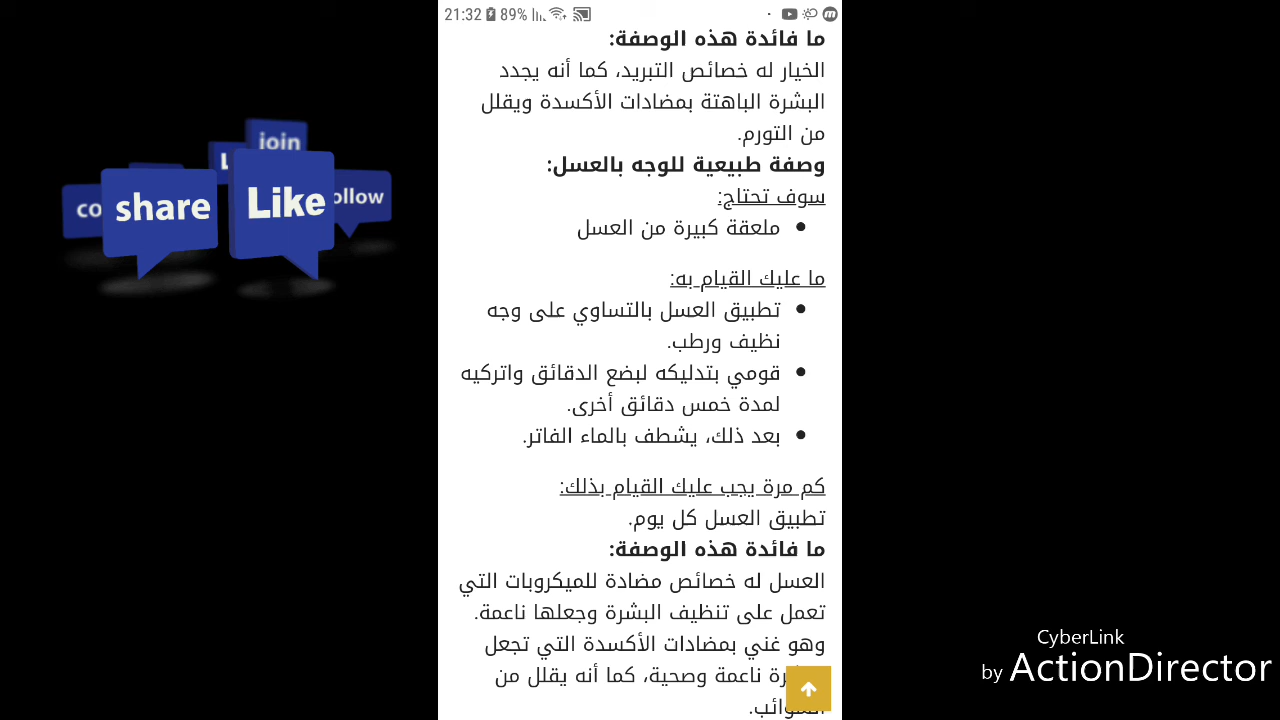 21:32 89%
ما فائدة هذه الوصفة:
الخيار له خصائص التبريد، كما أنه يجدد
البشرة الباهتة بمضادات الأكسدة ويقلل
من التورم.
وصفة طبيعية للوجه بالعسل:
سوف تحتاج:
● ملعقة كبيرة من العسل
ما عليك القيام به:
● تطبيق العسل بالتساوي على وجه
نظيف ورطب.
● قومي بتدليكه لبضع الدقائق واتركيه
لمدة خمس دقائق أخرى.
● بعد ذلك، يشطف بالماء الفاتر.
كم مرة يجب عليك القيام بذلك:
تطبيق العسل كل يوم.
ما فائدة هذه الوصفة:
العسل له خصائص مضادة للميكروبات التي
تعمل على تنظيف البشرة وجعلها ناعمة.
وهو غني بمضادات الأكسدة التي تجعل
ناعمة وصحية، كما أنه يقلل من
join
share
Like
co
ollow
L
CyberLink
by ActionDirector